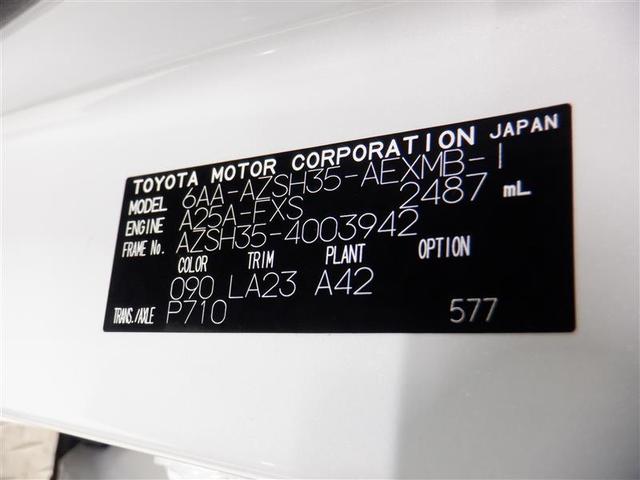 TOYOTA MOTOR CORPORATION JAPAN
MODEL 6AA-AZSH35-AEXMB-I
ENGINE A25A-FXS 2487 mL
FRAME No. AZSH35-4003942
COLOR TRIM PLANT OPTION
090 LA23 A42
TRANS./AXLE P710 577